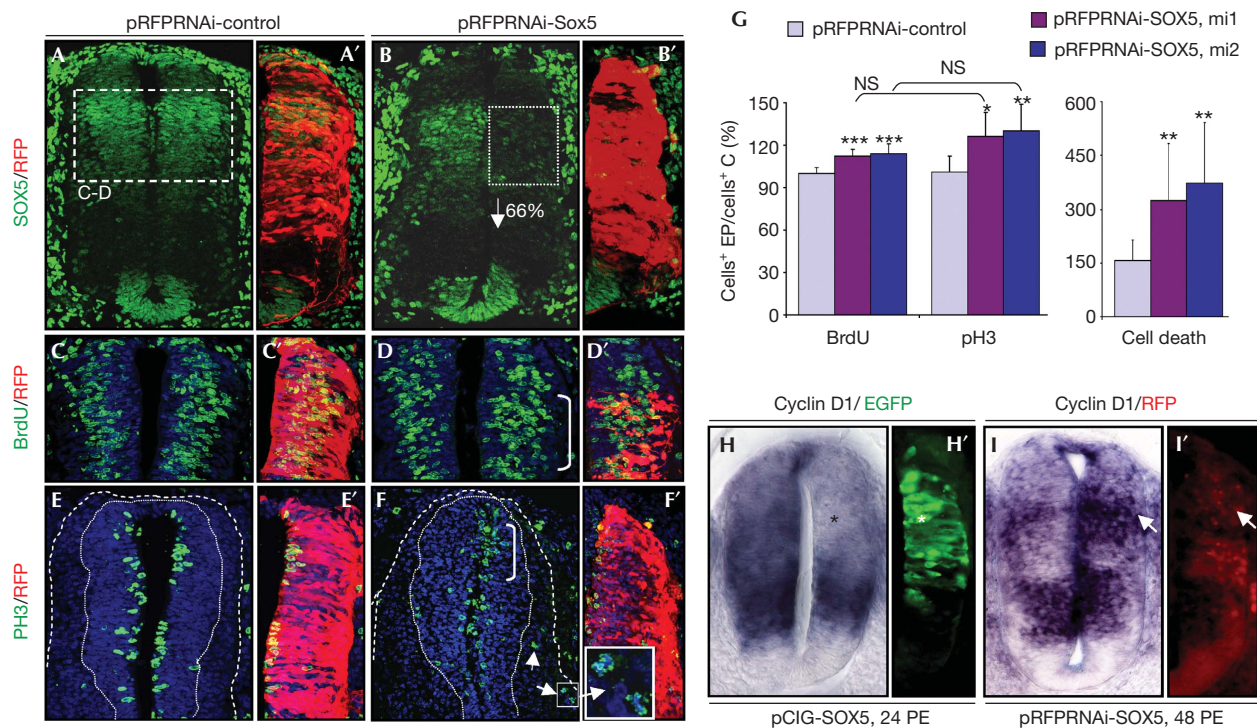 pRFPRNAi-control
pRFPRNAi-Sox5
SOX5/RFP
A
A′
B
B′
C-D
66%
BrdU/RFP
C
C′
D
D′
PH3/RFP
E
E′
F
F′
G
pRFPRNAi-control
pRFPRNAi-SOX5, mi1
pRFPRNAi-SOX5, mi2
Cells⁺ EP/cells⁺ C (%)
NS
NS
150
120
90
60
30
0
***
***
*
**
BrdU
pH3
600
450
300
150
0
**
**
Cell death
Cyclin D1/EGFP
Cyclin D1/RFP
H
*
H′
*
I
I′
pCIG-SOX5, 24 PE
pRFPRNAi-SOX5, 48 PE